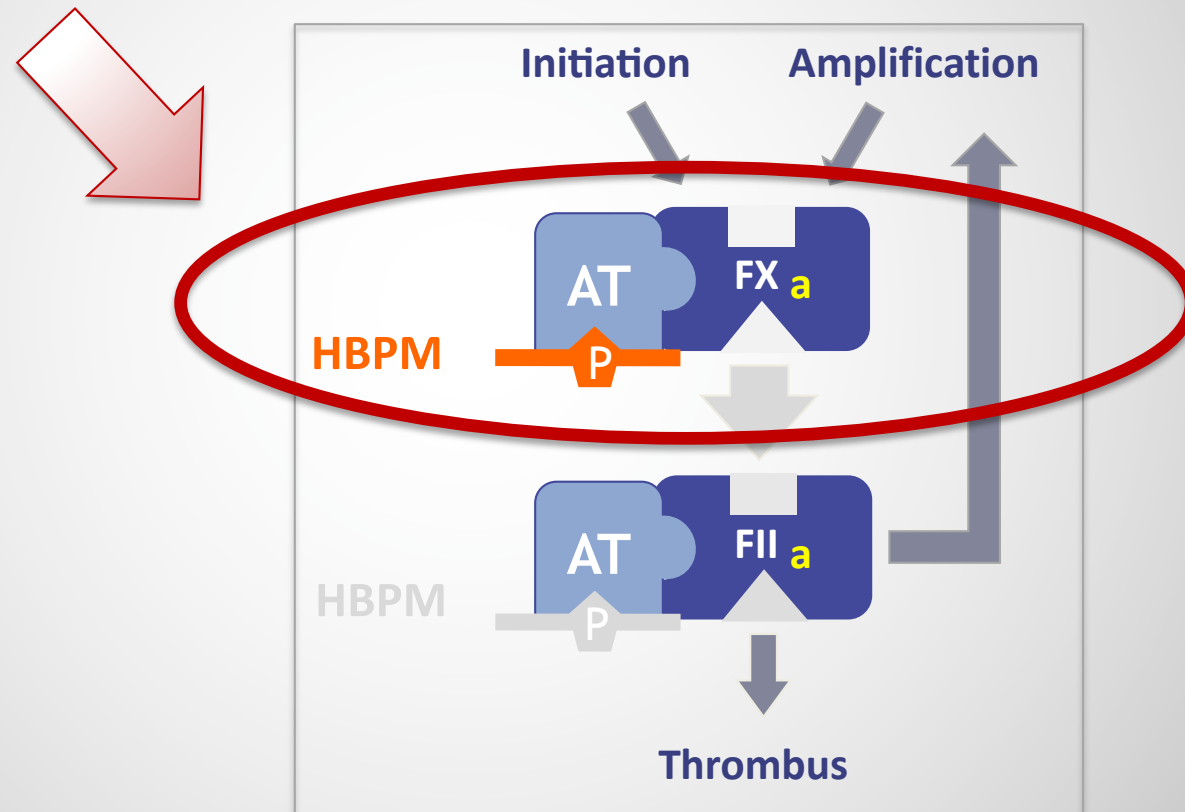 Initiation Amplification
AT FX a
HBPM P
AT FII a
HBPM P
Thrombus